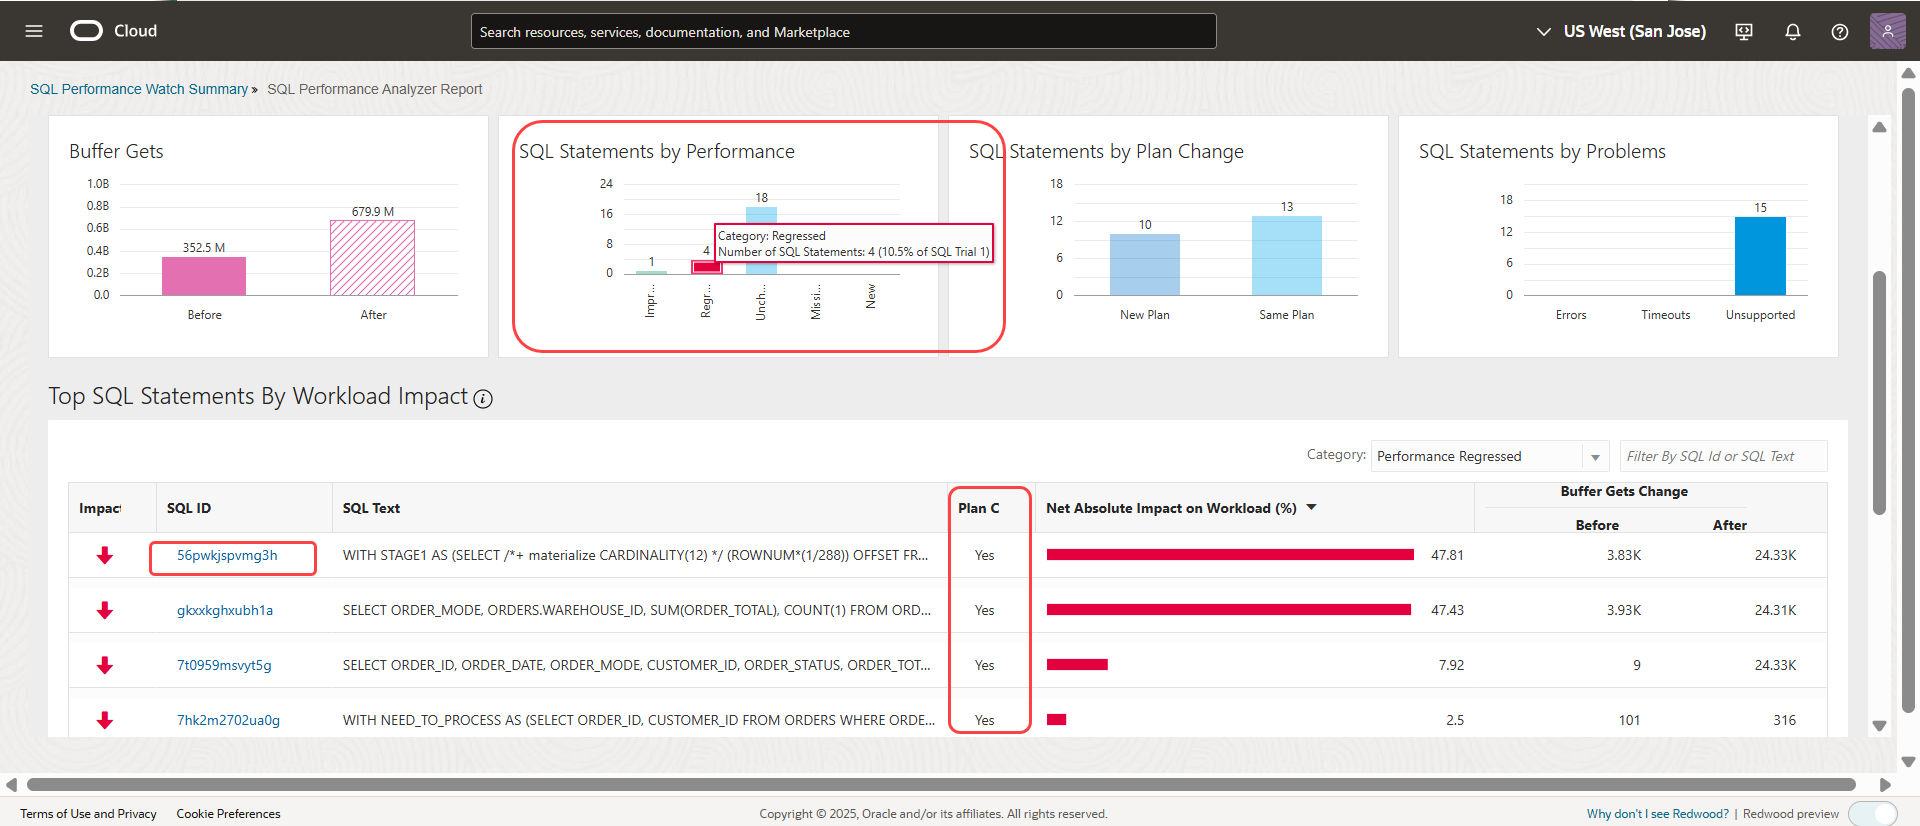 Cloud
Search resources, services, documentation, and Marketplace
US West (San Jose)
SQL Performance Watch Summary » SQL Performance Analyzer Report
Buffer Gets
1.0B
0.8B
0.6B
0.4B
0.2B
0.0
352.5 M
679.9 M
Before
After
SQL Statements by Performance
24
16
8
0
1
4
18
Category: Regressed
Number of SQL Statements: 4 (10.5% of SQL Trial 1)
Impr...
Regr...
Unch...
Missi...
New
SQL Statements by Plan Change
18
12
6
0
10
13
New Plan
Same Plan
SQL Statements by Problems
18
12
6
0
15
Errors
Timeouts
Unsupported
Top SQL Statements By Workload Impact
Category: Performance Regressed Filter By SQL Id or SQL Text
Impact SQL ID SQL Text Plan C Net Absolute Impact on Workload (%) Buffer Gets Change
Before After
56pwkjspvmg3h WITH STAGE1 AS (SELECT /*+ materialize CARDINALITY(12) */ (ROWNUM*(1/288)) OFFSET FR... Yes 47.81 3.83K 24.33K
gkxxkghxubh1a SELECT ORDER_MODE, ORDERS.WAREHOUSE_ID, SUM(ORDER_TOTAL), COUNT(1) FROM ORD... Yes 47.43 3.93K 24.31K
7t0959msvyt5g SELECT ORDER_ID, ORDER_DATE, ORDER_MODE, CUSTOMER_ID, ORDER_STATUS, ORDER_TOT... Yes 7.92 9 24.33K
7hk2m2702ua0g WITH NEED_TO_PROCESS AS (SELECT ORDER_ID, CUSTOMER_ID FROM ORDERS WHERE ORDE... Yes 2.5 101 316
Terms of Use and Privacy Cookie Preferences Copyright © 2025, Oracle and/or its affiliates. All rights reserved. Why don't I see Redwood? | Redwood preview